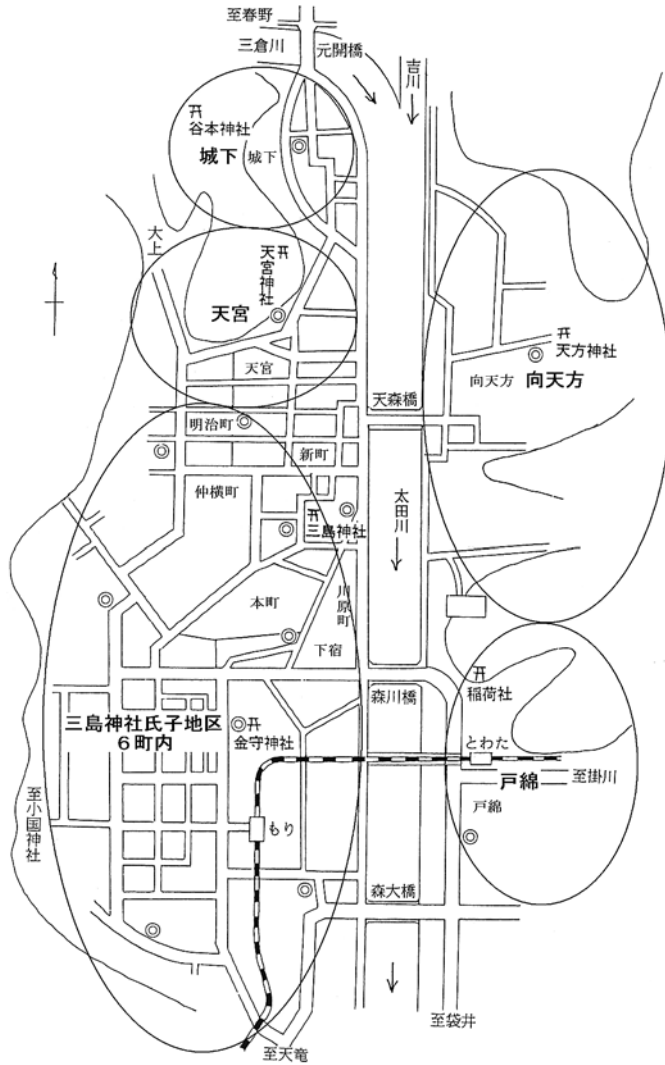 至春野
三倉川
元開橋
吉川
谷本神社
城下
城下
大上
天宮神社
天宮
天宮
天方神社
向天方
向天方
天森橋
明治町
新町
仲横町
三島神社
太田川
本町
川原町
下宿
森川橋
稲荷社
とわた
三島神社氏子地区
6町内
金守神社
戸綿
至掛川
戸綿
至小国神社
もり
森大橋
至袋井
至天竜